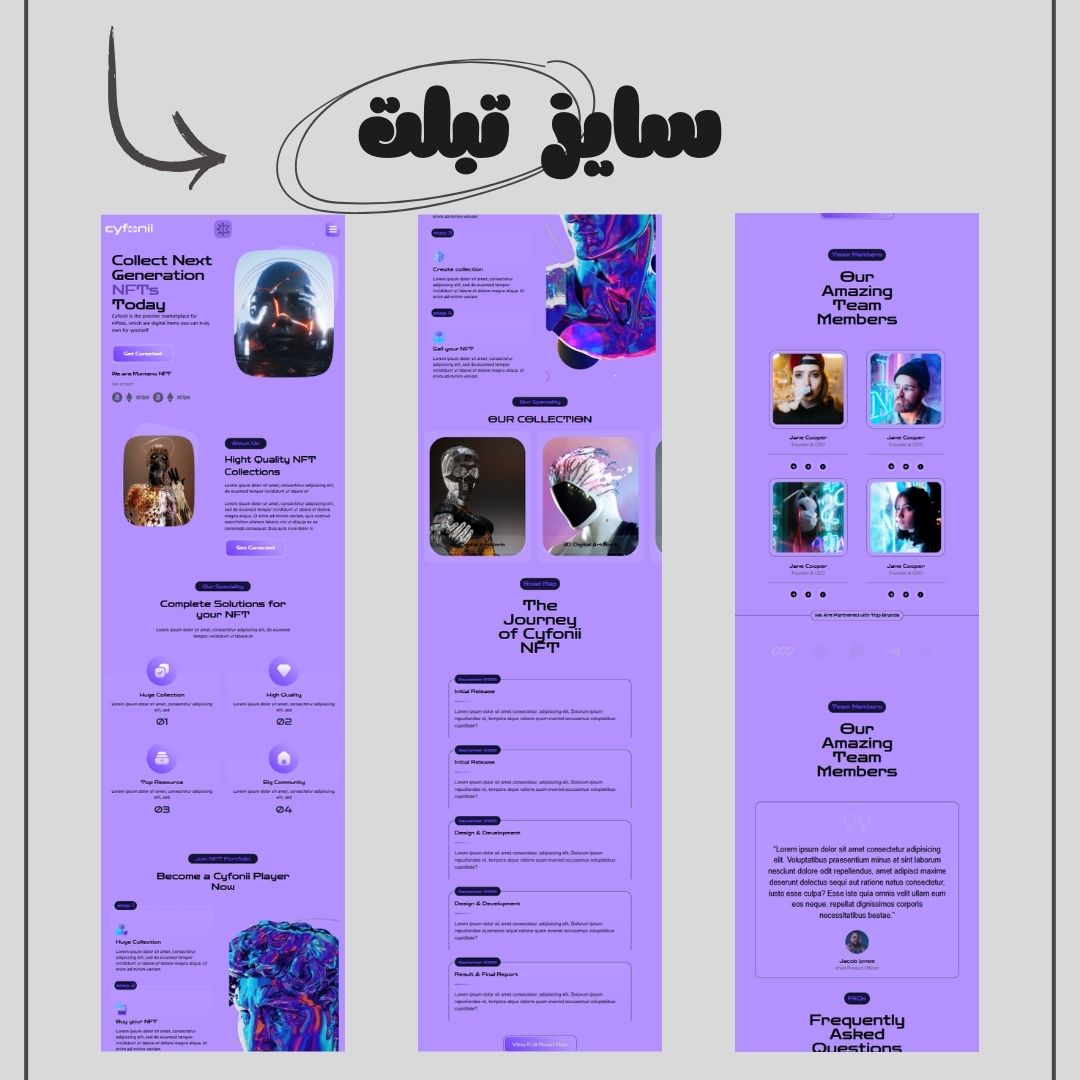 سایز تبلت
cyfonii
Collect Next
Generation
NFTs
Today
Cyfonii is the premier marketplace for
nifties, which are digital items you can truly
own for yourself
Get Conected
We are Montero NFT
We accept
stripe
stripe
About Us
Hight Quality NFT
Collections
Lorem ipsum dolor sit amet, consectetur adipisicing elit,
do eiusmod tempor incididunt ut labore et
Lorem ipsum dolor sit amet, consectetur adipisicing elit,
do eiusmod tempor incididunt ut labore et dolore
magna aliqua. Ut enim ad minim veniam, quis nostrud
exercitation ullamco laboris nisi ut aliquip ex ea
commodo consequat. Duis aute irure dolor in
Get Conected
Our Speciality
Complete Solutions for
your NFT
Lorem ipsum dolor sit amet, consectetur adipisicing elit, do eiusmod
tempor incididunt ut labore et
Huge Collection
Lorem ipsum dolor sit amet, consectetur adipisicing
elit, sed
01
High Quality
Lorem ipsum dolor sit amet, consectetur adipisicing
elit, sed
02
Top Resource
Lorem ipsum dolor sit amet, consectetur adipisicing
elit, sed
03
Big Community
Lorem ipsum dolor sit amet, consectetur adipisicing
elit, sed
04
Join NFT Portfolio
Become a Cyfonii Player
Now
step 1
Huge Collection
Lorem ipsum dolor sit amet, consectetur
adipisicing elit, sed do eiusmod tempor
incididunt ut labore et dolore magna aliqua. Ut
enim ad minim veniam
step 2
Buy your NFT
Lorem ipsum dolor sit amet, consectetur
adipisicing elit, sed do eiusmod tempor
incididunt ut labore et dolore magna aliqua. Ut
enim ad minim veniam
enim ad minim veniam
step 3
Create collection
Lorem ipsum dolor sit amet, consectetur
adipisicing elit, sed do eiusmod tempor
incididunt ut labore et dolore magna aliqua. Ut
enim ad minim veniam
step 4
Sell your NFT
Lorem ipsum dolor sit amet, consectetur
adipisicing elit, sed do eiusmod tempor
incididunt ut labore et dolore magna aliqua. Ut
enim ad minim veniam
Our Speciality
OUR COLLECTION
3D Digital ArtWork
Road Map
The
Journey
of Cyfonii
NFT
September 2023
Initial Release
Lorem ipsum dolor sit amet consectetur, adipisicing elit. Dolorum ipsum
repudiandae et, tempora atque ratione quam eveniet accusamus voluptatibus
cupiditate?
September 2023
Initial Release
Lorem ipsum dolor sit amet consectetur, adipisicing elit. Dolorum ipsum
repudiandae et, tempora atque ratione quam eveniet accusamus voluptatibus
cupiditate?
September 2023
Design & Development
Lorem ipsum dolor sit amet consectetur, adipisicing elit. Dolorum ipsum
repudiandae et, tempora atque ratione quam eveniet accusamus voluptatibus
cupiditate?
September 2023
Design & Development
Lorem ipsum dolor sit amet consectetur, adipisicing elit. Dolorum ipsum
repudiandae et, tempora atque ratione quam eveniet accusamus voluptatibus
cupiditate?
September 2023
Result & Final Report
Lorem ipsum dolor sit amet consectetur, adipisicing elit. Dolorum ipsum
repudiandae et, tempora atque ratione quam eveniet accusamus voluptatibus
cupiditate?
View Full Road Map
Team Members
Our
Amazing
Team
Members
Jane Cooper
Founder & CEO
Jane Cooper
Founder & CEO
Jane Cooper
Founder & CEO
Jane Cooper
Founder & CEO
We Are Partnered with Top Brands
Team Members
Our
Amazing
Team
Members
"Lorem ipsum dolor sit amet consectetur adipisicing
elit. Voluptatibus praesentium minus at sint laborum
nesciunt dolore odit repellendus, amet adipisci maxime
deserunt delectus sequi aut ratione natus consectetur,
iusto esse culpa? Esse iste quia omnis velit ullam eum
eos neque, repellat dignissimos corporis
necessitatibus beatae."
Jacob jones
chief Product Officer
FAQs
Frequently
Asked
Questions